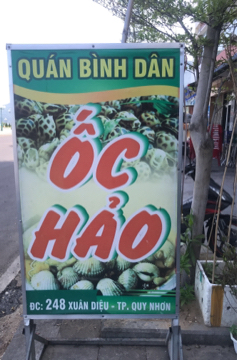 QUÁN BÌNH DÂN
ỐC
HẢO
ĐC: 248 XUÂN DIỆU - TP. QUY NHƠN